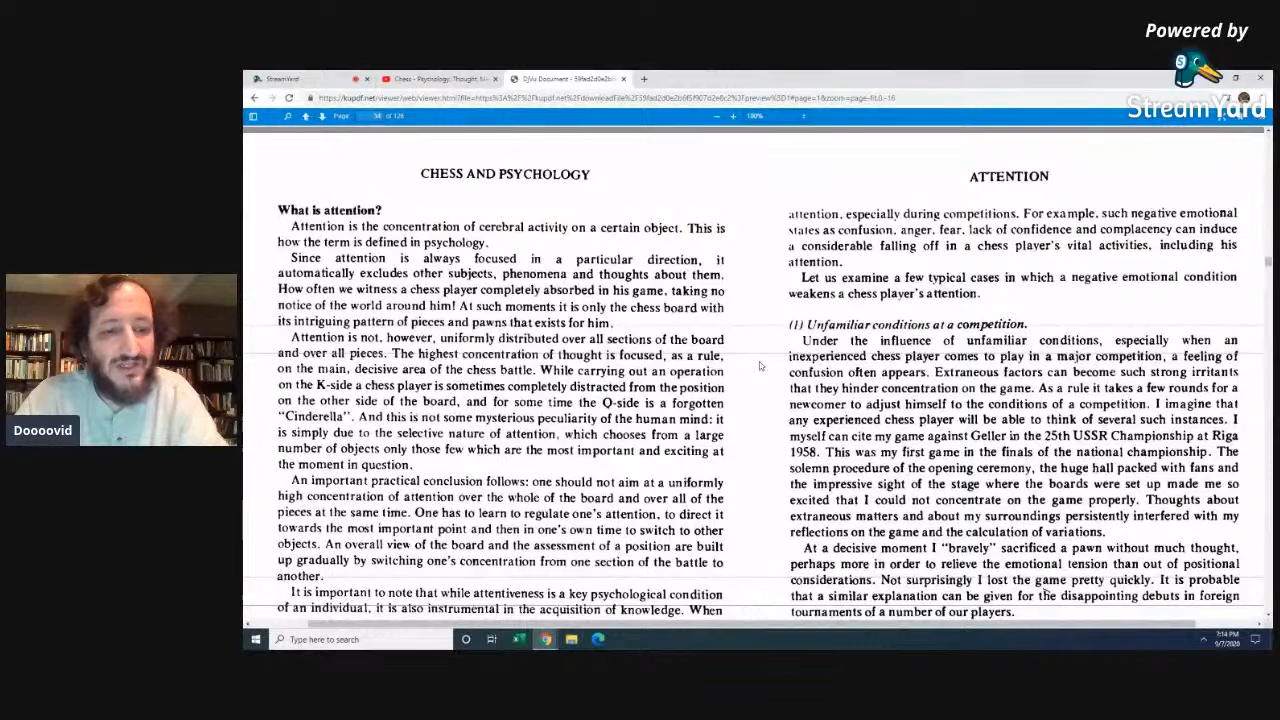 Powered by
StreamYard
StreamYard
Chess - Psychology, Thought,
DjVu Document - 59fad2d0e2b
Page 34 of 128
180%
CHESS AND PSYCHOLOGY
What is attention?
Attention is the concentration of cerebral activity on a certain object. This is
how the term is defined in psychology.
Since attention is always focused in a particular direction, it
automatically excludes other subjects, phenomena and thoughts about them.
How often we witness a chess player completely absorbed in his game, taking no
notice of the world around him! At such moments it is only the chess board with
its intriguing pattern of pieces and pawns that exists for him.
Attention is not, however, uniformly distributed over all sections of the board
and over all pieces. The highest concentration of thought is focused, as a rule,
on the main, decisive area of the chess battle. While carrying out an operation
on the K-side a chess player is sometimes completely distracted from the position
on the other side of the board, and for some time the Q-side is a forgotten
"Cinderella". And this is not some mysterious peculiarity of the human mind: it
is simply due to the selective nature of attention, which chooses from a large
number of objects only those few which are the most important and exciting at
the moment in question.
An important practical conclusion follows: one should not aim at a uniformly
high concentration of attention over the whole of the board and over all of the
pieces at the same time. One has to learn to regulate one's attention, to direct it
towards the most important point and then in one's own time to switch to other
objects. An overall view of the board and the assessment of a position are built
up gradually by switching one's concentration from one section of the battle to
another.
It is important to note that while attentiveness is a key psychological condition
of an individual, it is also instrumental in the acquisition of knowledge. When
ATTENTION
attention, especially during competitions. For example, such negative emotional
states as confusion, anger, fear, lack of confidence and complacency can induce
a considerable falling off in a chess player's vital activities, including his
attention.
Let us examine a few typical cases in which a negative emotional condition
weakens a chess player's attention.
(1) Unfamiliar conditions at a competition.
Under the influence of unfamiliar conditions, especially when an
inexperienced chess player comes to play in a major competition, a feeling of
confusion often appears. Extraneous factors can become such strong irritants
that they hinder concentration on the game. As a rule it takes a few rounds for a
newcomer to adjust himself to the conditions of a competition. I imagine that
any experienced chess player will be able to think of several such instances. I
myself can cite my game against Geller in the 25th USSR Championship at Riga
1958. This was my first game in the finals of the national championship. The
solemn procedure of the opening ceremony, the huge hall packed with fans and
the impressive sight of the stage where the boards were set up made me so
excited that I could not concentrate on the game properly. Thoughts about
extraneous matters and about my surroundings persistently interfered with my
reflections on the game and the calculation of variations.
At a decisive moment I "bravely" sacrificed a pawn without much thought,
perhaps more in order to relieve the emotional tension than out of positional
considerations. Not surprisingly I lost the game pretty quickly. It is probable
that a similar explanation can be given for the disappointing debuts in foreign
tournaments of a number of our players.
Doooovid
Type here to search
7:14 PM
9/7/2020